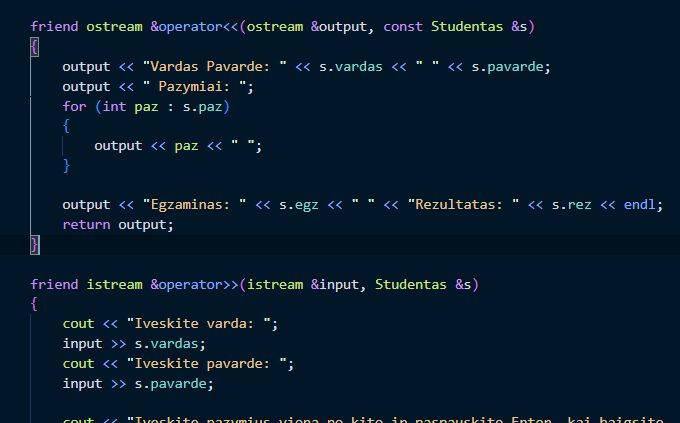 friend ostream &operator<<(ostream &output, const Studentas &s)
{
output << "Vardas Pavarde: " << s.vardas << " " << s.pavarde;
output << " Pazymiai: ";
for (int paz : s.paz)
{
output << paz << " ";
}
output << "Egzaminas: " << s.egz << " " << "Rezultatas: " << s.rez << endl;
return output;
}
friend istream &operator>>(istream &input, Studentas &s)
{
cout << "Iveskite varda: ";
input >> s.vardas;
cout << "Iveskite pavarde: ";
input >> s.pavarde;
cout << "Iveskite pazymius viena po kito ir paspauskite Enter, kai baigsite